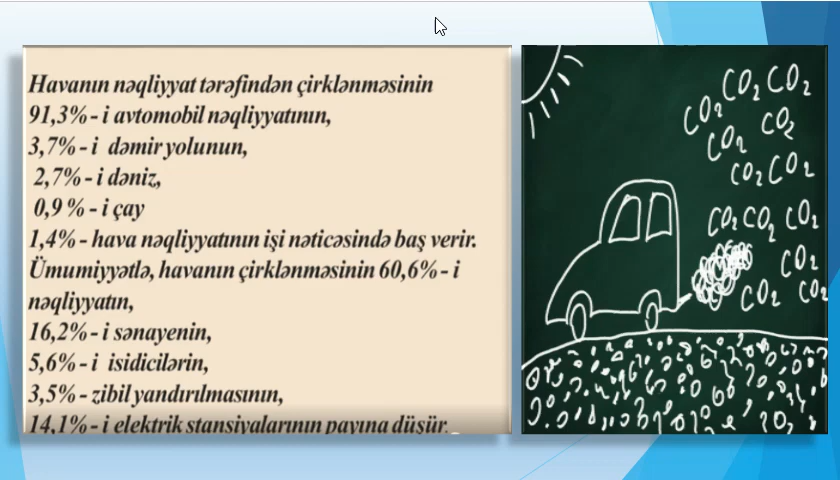 Havanın nəqliyyat tərəfindən çirklənməsinin
91,3% - i avtomobil nəqliyyatının,
3,7% - i dəmir yolunun,
2,7% - i dəniz,
0,9 % - i çay
1,4% - hava nəqliyyatının işi nəticəsində baş verir.
Ümumiyyətlə, havanın çirklənməsinin 60,6% - i
nəqliyyatın,
16,2% - i sənayenin,
5,6% - i isidicilərin,
3,5% - zibil yandırılmasının,
14,1% - i elektrik stansiyalarının payına düşür.
CO₂ CO₂
CO₂ CO₂
CO₂
CO₂ CO₂
CO₂ CO₂ CO₂
CO₂
CO₂ CO₂